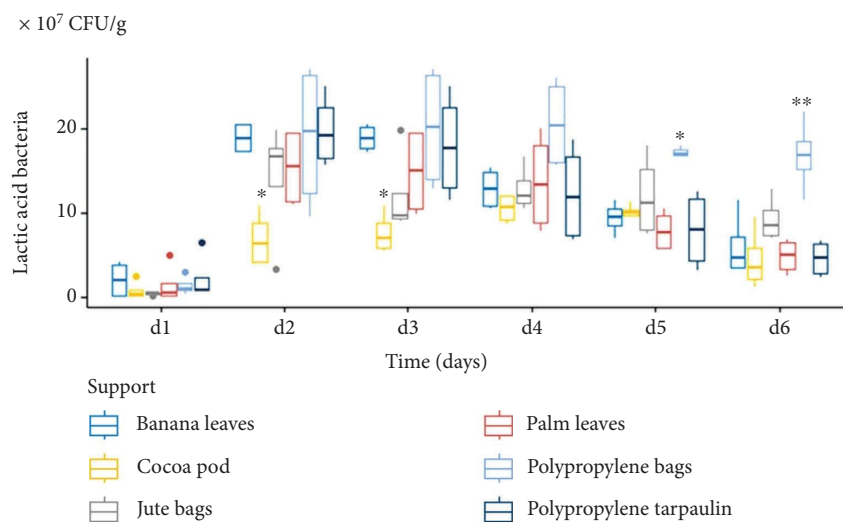 × 10⁷ CFU/g
Lactic acid bacteria
20
10
0
*
*
*
**
d1 d2 d3 d4 d5 d6
Time (days)
Support
Banana leaves
Cocoa pod
Jute bags
Palm leaves
Polypropylene bags
Polypropylene tarpaulin